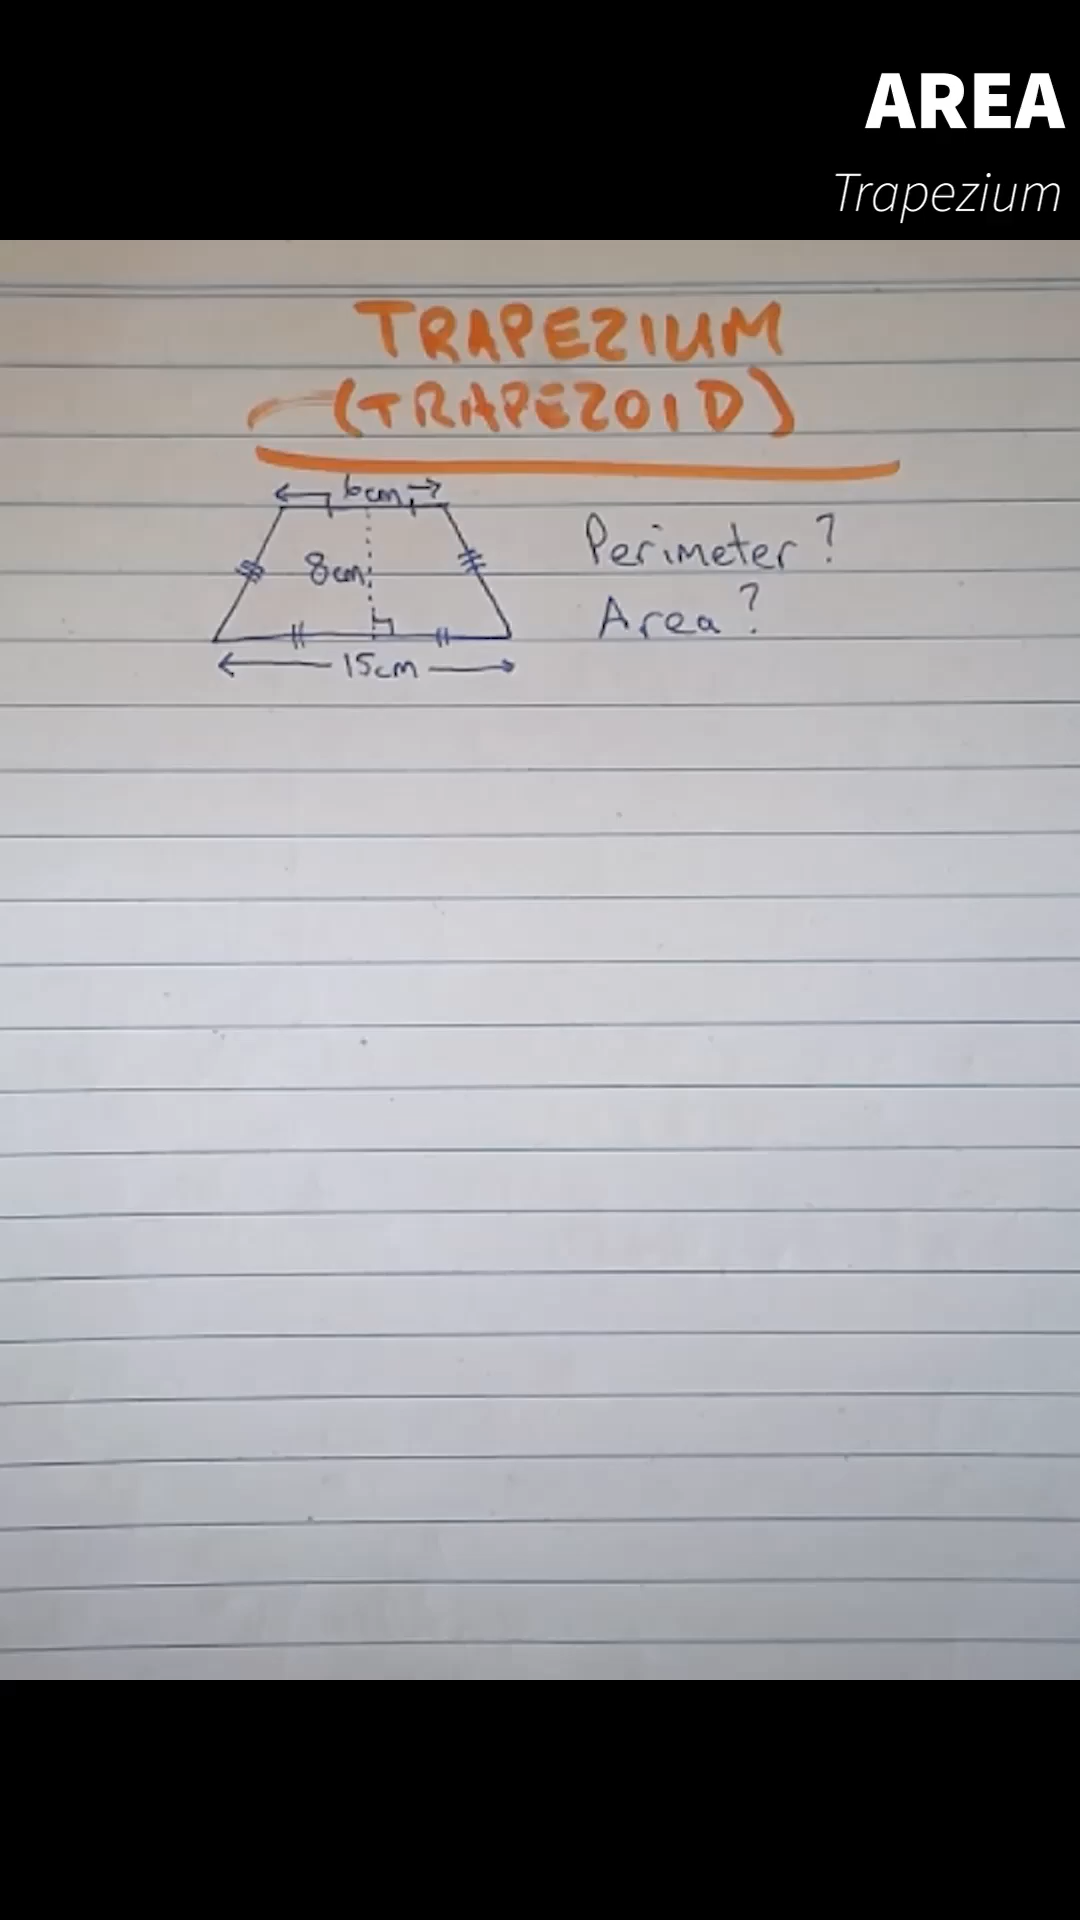 AREA
Trapezium
TRAPEZIUM
(TRAPEZOID)
6cm
8cm
15cm
Perimeter?
Area?